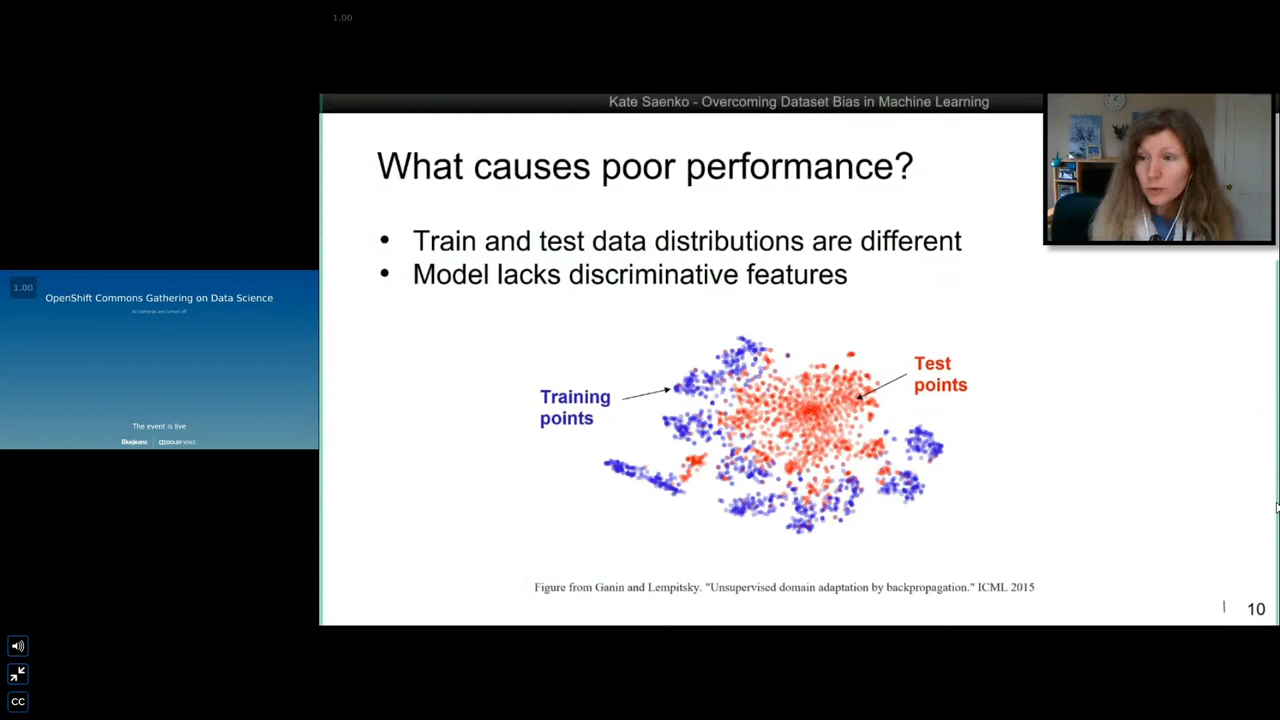 1.00
Kate Saenko - Overcoming Dataset Bias in Machine Learning
What causes poor performance?
• Train and test data distributions are different
• Model lacks discriminative features
1.00
OpenShift Commons Gathering on Data Science
All cameras are turned off
Test
points
Training
points
The event is live
BlueJeans
DOLBY VOICE
Figure from Ganin and Lempitsky. "Unsupervised domain adaptation by backpropagation." ICML 2015
10
CC